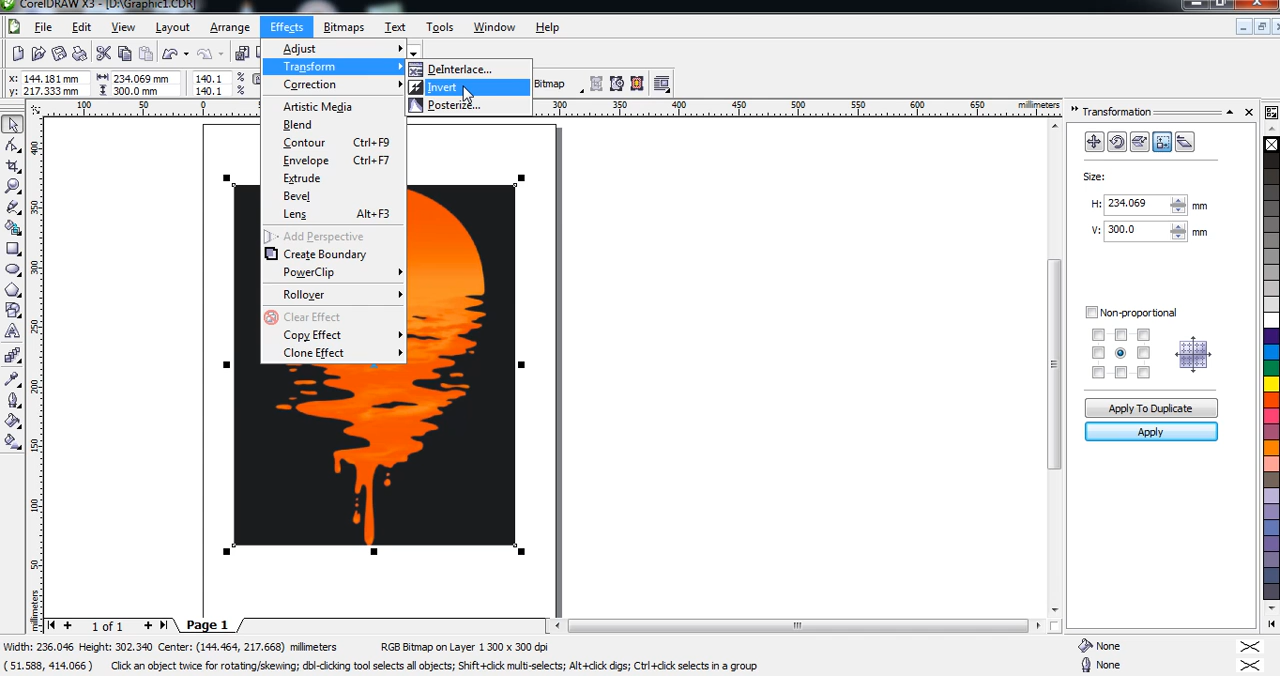 CorelDRAW X3 - [D:\Graphic1.CDR]
File Edit View Layout Arrange Effects Bitmaps Text Tools Window Help
x: 144.181 mm 234.069 mm 140.1 %
y: 217.333 mm 300.0 mm 140.1 %
Bitmap
Adjust
Transform
Correction
Artistic Media
Blend
Contour Ctrl+F9
Envelope Ctrl+F7
Extrude
Bevel
Lens Alt+F3
Add Perspective
Create Boundary
PowerClip
Rollover
Clear Effect
Copy Effect
Clone Effect
DeInterlace...
Invert
Posterize...
100 50 0 300 350 400 450 500 550 600 650 700 millimeters
400
350
300
250
200
150
100
50
millimeters
Transformation
Size:
H: 234.069 mm
V: 300.0 mm
Non-proportional
Apply To Duplicate
Apply
1 of 1 Page 1
Width: 236.046 Height: 302.340 Center: (144.464, 217.668) millimeters RGB Bitmap on Layer 1 300 x 300 dpi None
( 51.588, 414.066 ) Click an object twice for rotating/skewing; dbl-clicking tool selects all objects; Shift+click multi-selects; Alt+click digs; Ctrl+click selects in a group None